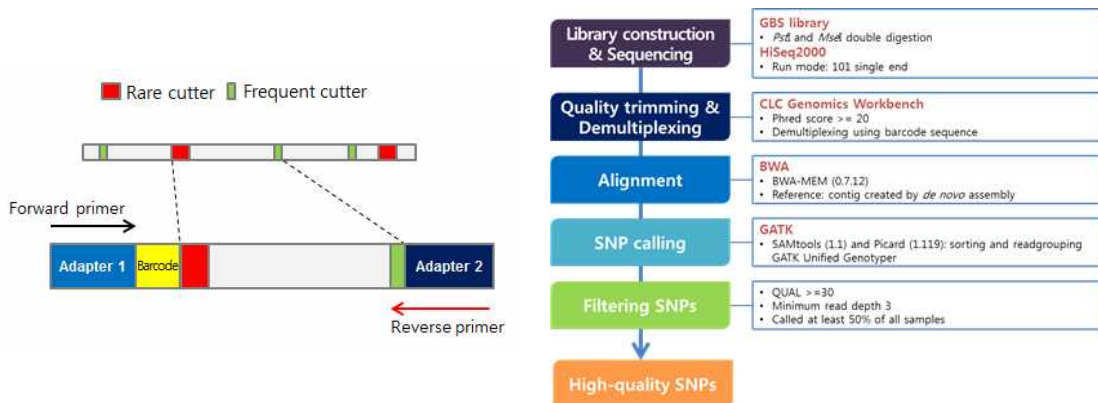 Rare cutter
Frequent cutter
Forward primer
Adapter 1
Barcode
Adapter 2
Reverse primer
Library construction
& Sequencing
GBS library
• PstI and MseI double digestion
HiSeq2000
• Run mode: 101 single end
Quality trimming &
Demultiplexing
CLC Genomics Workbench
• Phred score >= 20
• Demultiplexing using barcode sequence
Alignment
BWA
• BWA-MEM (0.7.12)
• Reference: contig created by de novo assembly
SNP calling
GATK
• SAMtools (1.1) and Picard (1.119): sorting and readgrouping
GATK Unified Genotyper
Filtering SNPs
• QUAL >=30
• Minimum read depth 3
• Called at least 50% of all samples
High-quality SNPs